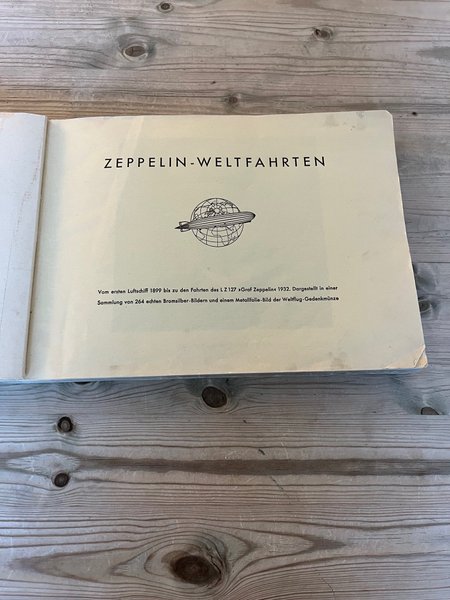 ZEPPELIN-WELTFAHRTEN
Vom ersten Luftschiff 1899 bis zu den Fahrten des LZ 127 »Graf Zeppelin« 1932. Dargestellt in einer
Sammlung von 264 echten Bromsilber-Bildern und einem Metallfolie-Bild der Weltflug-Gedenkmünze